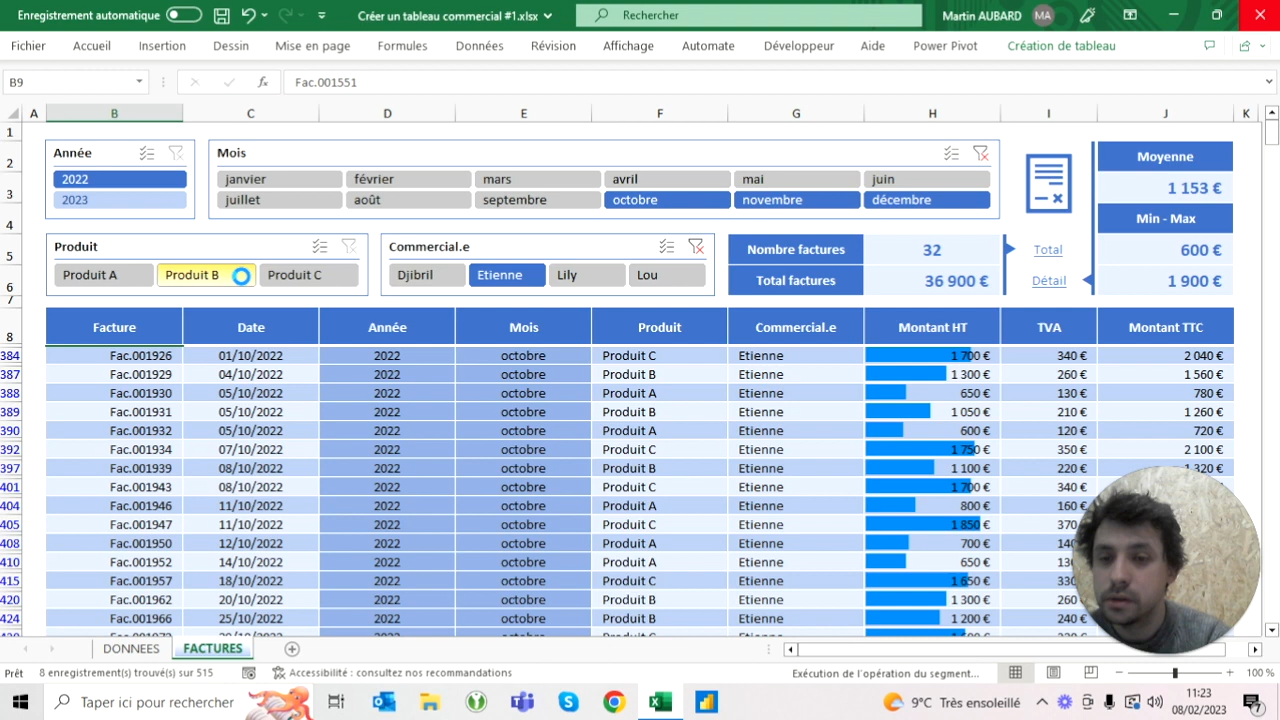 Enregistrement automatique
Créer un tableau commercial #1.xlsx
Rechercher
Martin AUBARD
MA
Fichier Accueil Insertion Dessin Mise en page Formules Données Révision Affichage Automate Développeur Aide Power Pivot Création de tableau
B9 fx Fac.001551
A B C D E F G H I J K
1
2
3
4
5
6
7
8
Année
2022
2023
Mois
janvier février mars avril mai juin
juillet août septembre octobre novembre décembre
Moyenne
1 153 €
Min - Max
600 €
1 900 €
Produit
Produit A Produit B Produit C
Commercial.e
Djibril Etienne Lily Lou
Nombre factures 32
Total factures 36 900 €
Total
Détail
Facture Date Année Mois Produit Commercial.e Montant HT TVA Montant TTC
384 Fac.001926 01/10/2022 2022 octobre Produit C Etienne 1 700 € 340 € 2 040 €
387 Fac.001929 04/10/2022 2022 octobre Produit B Etienne 1 300 € 260 € 1 560 €
388 Fac.001930 05/10/2022 2022 octobre Produit A Etienne 650 € 130 € 780 €
389 Fac.001931 05/10/2022 2022 octobre Produit B Etienne 1 050 € 210 € 1 260 €
390 Fac.001932 05/10/2022 2022 octobre Produit A Etienne 600 € 120 € 720 €
392 Fac.001934 07/10/2022 2022 octobre Produit C Etienne 1 750 € 350 € 2 100 €
397 Fac.001939 08/10/2022 2022 octobre Produit B Etienne 1 100 € 220 € 1 320 €
401 Fac.001943 08/10/2022 2022 octobre Produit C Etienne 1 700 € 340 €
404 Fac.001946 11/10/2022 2022 octobre Produit A Etienne 800 € 160 €
405 Fac.001947 11/10/2022 2022 octobre Produit C Etienne 1 850 € 370
408 Fac.001950 12/10/2022 2022 octobre Produit A Etienne 700 €
410 Fac.001952 14/10/2022 2022 octobre Produit A Etienne 650 €
415 Fac.001957 18/10/2022 2022 octobre Produit C Etienne 1 650 €
420 Fac.001962 20/10/2022 2022 octobre Produit B Etienne 1 300 € 260
424 Fac.001966 25/10/2022 2022 octobre Produit B Etienne 1 200 € 240 €
DONNEES FACTURES
Prêt 8 enregistrement(s) trouvé(s) sur 515 Accessibilité : consultez nos recommandations Exécution de l'opération du segment... 100 %
Taper ici pour rechercher
9°C Très ensoleillé
11:23
08/02/2023
7